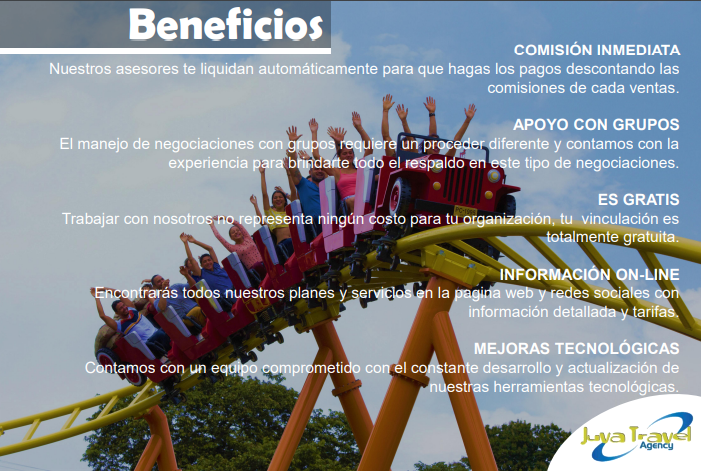 Beneficios
COMISIÓN INMEDIATA
Nuestros asesores te liquidan automáticamente para que hagas los pagos descontando las
comisiones de cada ventas.
APOYO CON GRUPOS
El manejo de negociaciones con grupos requiere un proceder diferente y contamos con la
experiencia para brindarte todo el respaldo en este tipo de negociaciones.
ES GRATIS
Trabajar con nosotros no representa ningún costo para tu organización, tu vinculación es
totalmente gratuita.
INFORMACIÓN ON-LINE
Encontrarás todos nuestros planes y servicios en la pagina web y redes sociales con
información detallada y tarifas.
MEJORAS TECNOLÓGICAS
Contamos con un equipo comprometido con el constante desarrollo y actualización de
nuestras herramientas tecnológicas.
Juva Travel
Agency